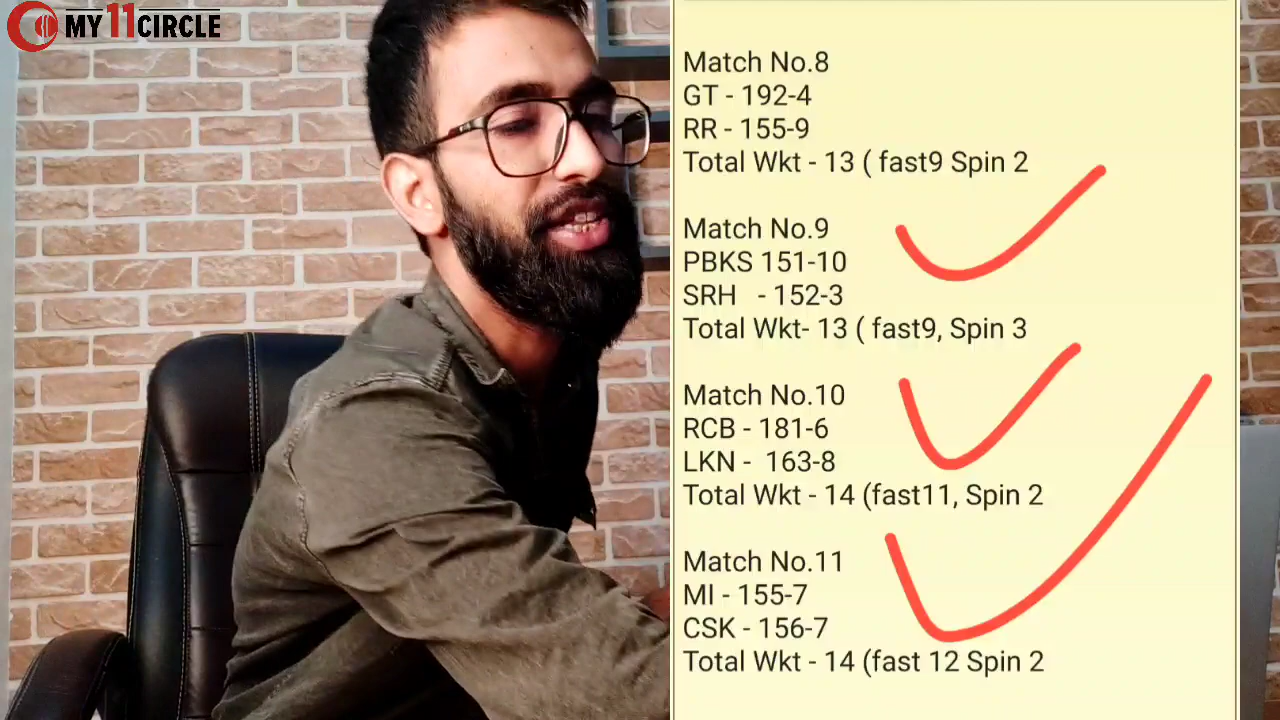 MY11CIRCLE
Match No.8
GT - 192-4
RR - 155-9
Total Wkt - 13 ( fast9 Spin 2
Match No.9
PBKS 151-10
SRH - 152-3
Total Wkt- 13 ( fast9, Spin 3
Match No.10
RCB - 181-6
LKN - 163-8
Total Wkt - 14 (fast11, Spin 2
Match No.11
MI - 155-7
CSK - 156-7
Total Wkt - 14 (fast 12 Spin 2